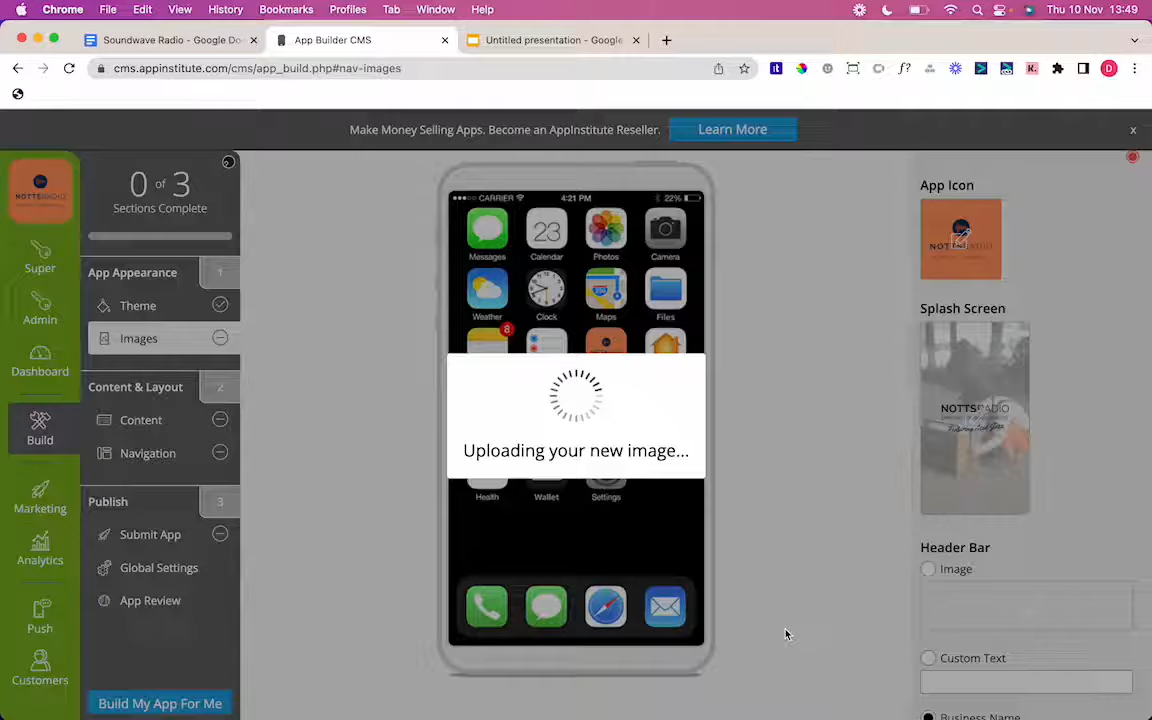 Chrome File Edit View History Bookmarks Profiles Tab Window Help Thu 10 Nov 13:49
Soundwave Radio - Google Do
App Builder CMS
Untitled presentation - Google
cms.appinstitute.com/cms/app_build.php#nav-images
Make Money Selling Apps. Become an AppInstitute Reseller. Learn More x
NOTTSRADIO
Super
Admin
Dashboard
Build
Marketing
Analytics
Push
Customers
0 of 3
Sections Complete
App Appearance 1
Theme
Images
Content & Layout 2
Content
Navigation
Publish 3
Submit App
Global Settings
App Review
Build My App For Me
CARRIER 4:21 PM 22%
Messages Calendar Photos Camera
23
Weather Clock Maps Files
8
Uploading your new image...
Health Wallet Settings
App Icon
NOTTSRADIO
Splash Screen
NOTTSRADIO
Header Bar
Image
Custom Text
Business Name